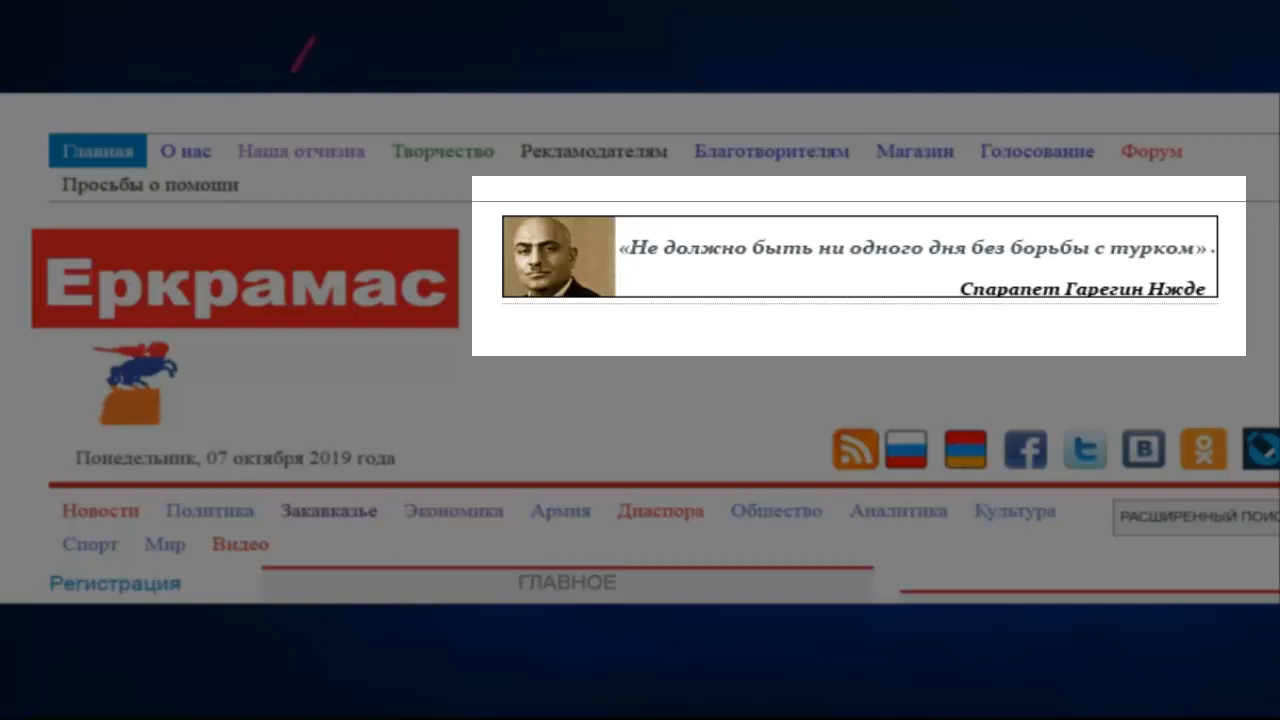 Главная О нас Наша отчизна Творчество Рекламодателям Благотворителям Магазин Голосование Форум
Просьбы о помощи
«Не должно быть ни одного дня без борьбы с турком» .
Спарапет Гарегин Нжде
Еркрамас
Понедельник, 07 октября 2019 года
Новости Политика Закавказье Экономика Армия Диаспора Общество Аналитика Культура
РАСШИРЕННЫЙ ПОИС
Спорт Мир Видео
Регистрация
ГЛАВНОЕ